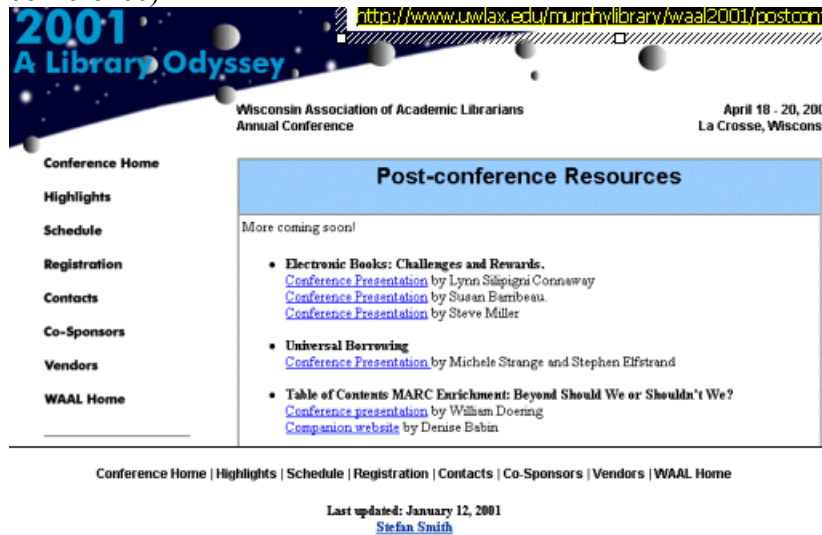 2001
http://www.uwlax.edu/murphylibrary/waal2001/postcon
A Library Odyssey
Wisconsin Association of Academic Librarians
Annual Conference
April 18 - 20, 200
La Crosse, Wiscons
Conference Home
Highlights
Schedule
Registration
Contacts
Co-Sponsors
Vendors
WAAL Home
Post-conference Resources
More coming soon!
• Electronic Books: Challenges and Rewards.
Conference Presentation by Lynn Silipigni Connaway
Conference Presentation by Susan Barribeau.
Conference Presentation by Steve Miller
• Universal Borrowing
Conference Presentation by Michele Strange and Stephen Elfstrand
• Table of Contents MARC Enrichment: Beyond Should We or Shouldn't We?
Conference presentation by William Doering
Companion website by Denise Babin
Conference Home | Highlights | Schedule | Registration | Contacts | Co-Sponsors | Vendors | WAAL Home
Last updated: January 12, 2001
Stefan Smith